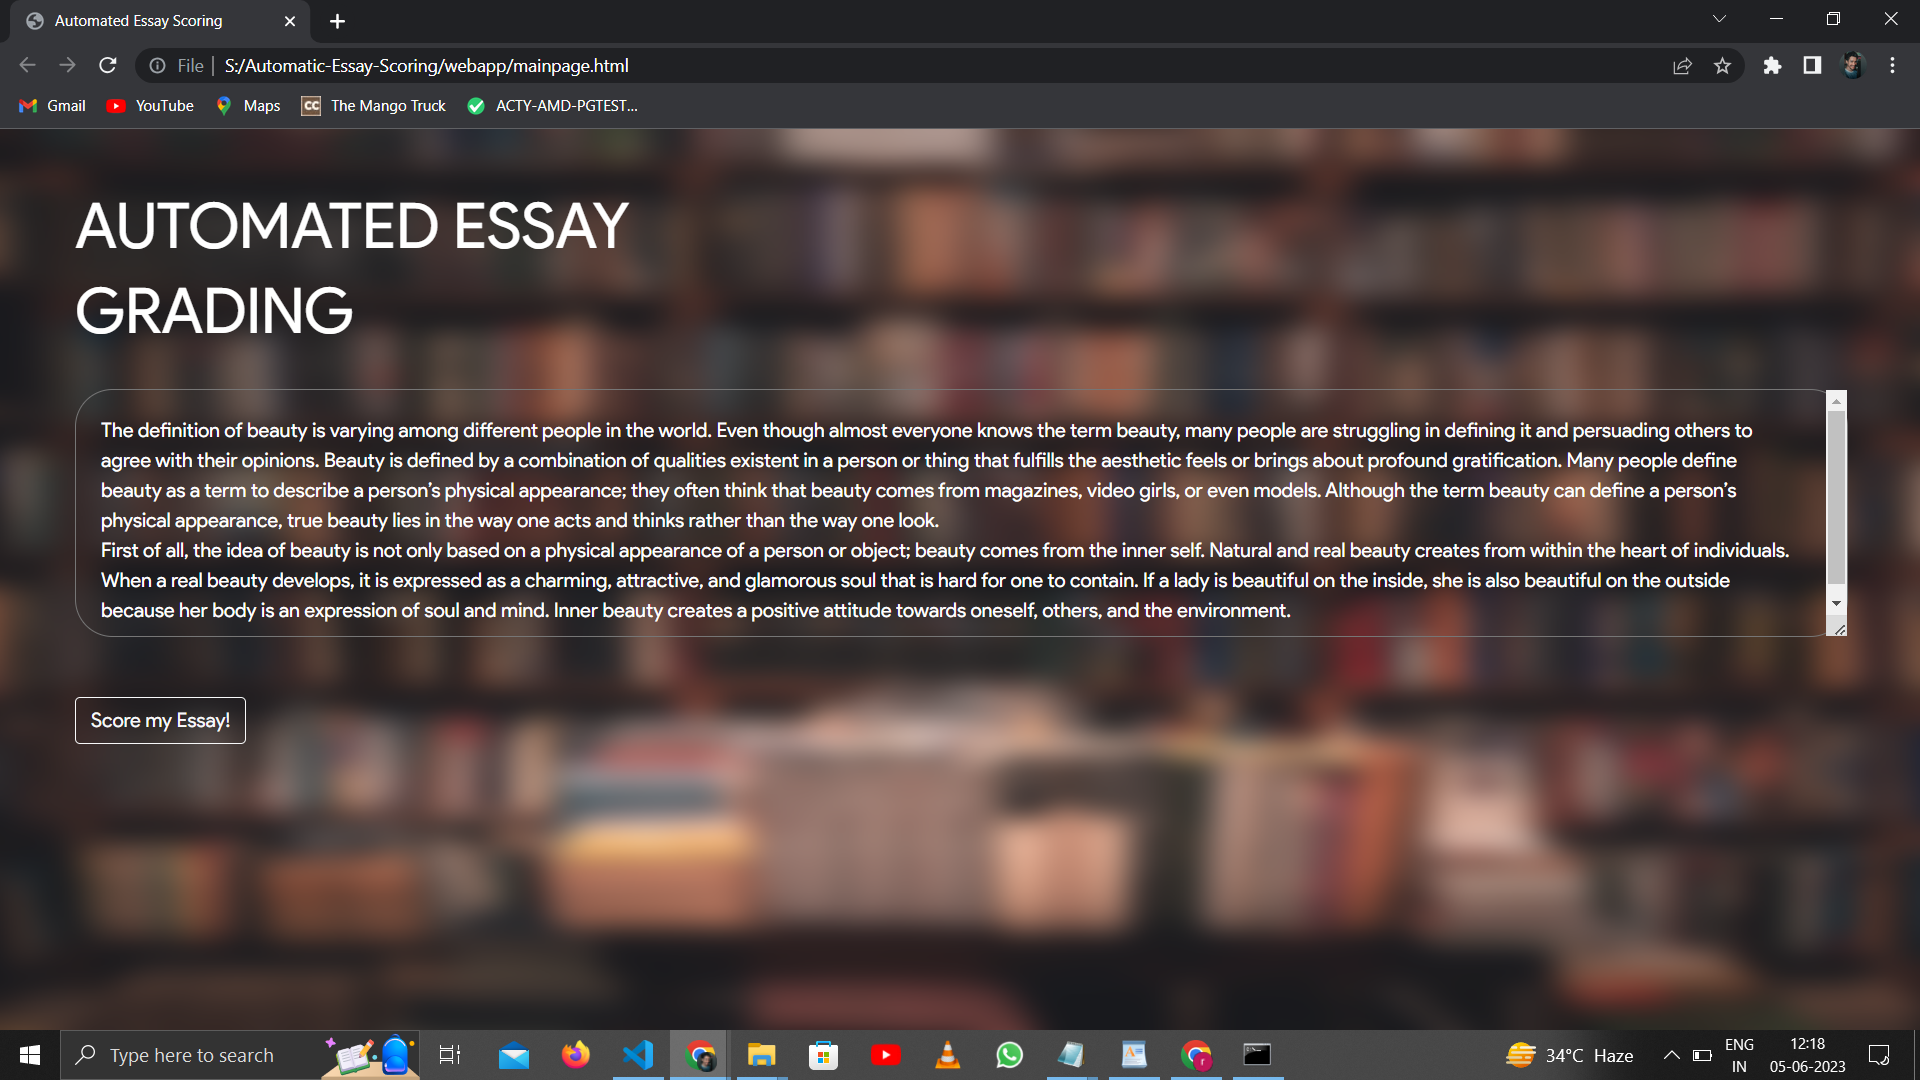 Automated Essay Scoring
File
S:/Automatic-Essay-Scoring/webapp/mainpage.html
Gmail
YouTube
Maps
CC
The Mango Truck
ACTY-AMD-PGTEST...
AUTOMATED ESSAY
GRADING
The definition of beauty is varying among different people in the world. Even though almost everyone knows the term beauty, many people are struggling in defining it and persuading others to
agree with their opinions. Beauty is defined by a combination of qualities existent in a person or thing that fulfills the aesthetic feels or brings about profound gratification. Many people define
beauty as a term to describe a person’s physical appearance; they often think that beauty comes from magazines, video girls, or even models. Although the term beauty can define a person’s
physical appearance, true beauty lies in the way one acts and thinks rather than the way one look.
First of all, the idea of beauty is not only based on a physical appearance of a person or object; beauty comes from the inner self. Natural and real beauty creates from within the heart of individuals.
When a real beauty develops, it is expressed as a charming, attractive, and glamorous soul that is hard for one to contain. If a lady is beautiful on the inside, she is also beautiful on the outside
because her body is an expression of soul and mind. Inner beauty creates a positive attitude towards oneself, others, and the environment.
Score my Essay!
Type here to search
34°C Haze
ENG
IN
12:18
05-06-2023